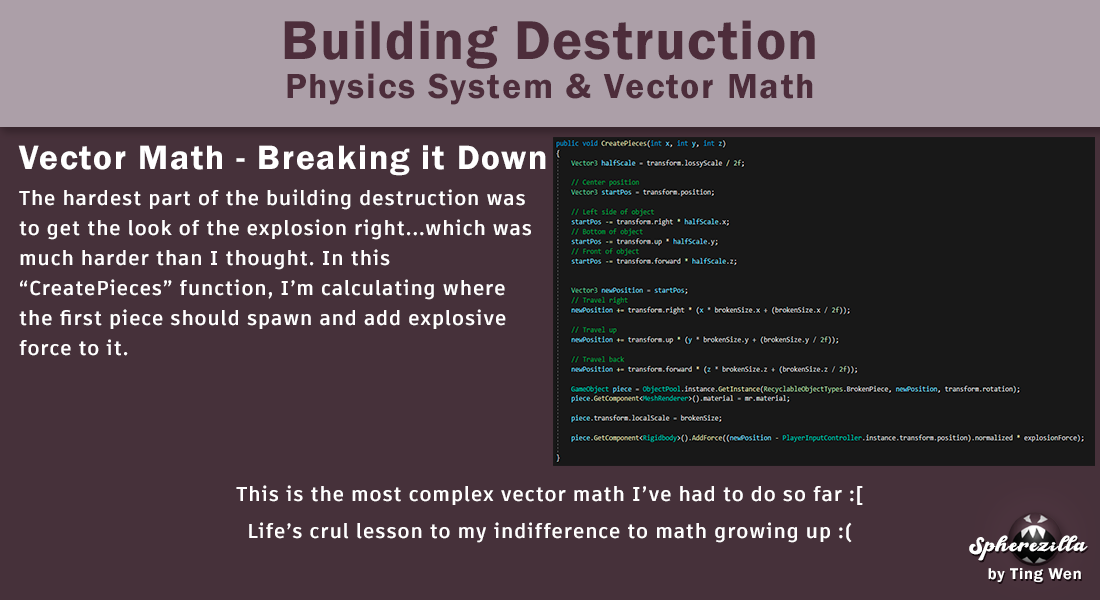 Building Destruction
Physics System & Vector Math
Vector Math - Breaking it Down
The hardest part of the building destruction was
to get the look of the explosion right...which was
much harder than I thought. In this
“CreatePieces” function, I’m calculating where
the first piece should spawn and add explosive
force to it.
public void CreatePieces(int x, int y, int z)
{
Vector3 halfScale = transform.lossyScale / 2f;
// Center position
Vector3 startPos = transform.position;
// Left side of object
startPos -= transform.right * halfScale.x;
// Bottom of object
startPos -= transform.up * halfScale.y;
// Front of object
startPos -= transform.forward * halfScale.z;
Vector3 newPosition = startPos;
// Travel right
newPosition += transform.right * (x * brokenSize.x + (brokenSize.x / 2f));
// Travel up
newPosition += transform.up * (y * brokenSize.y + (brokenSize.y / 2f));
// Travel back
newPosition += transform.forward * (z * brokenSize.z + (brokenSize.z / 2f));
GameObject piece = ObjectPool.instance.GetInstance(RecyclableObjectTypes.BrokenPiece, newPosition, transform.rotation);
piece.GetComponent<MeshRenderer>().material = mr.material;
piece.transform.localScale = brokenSize;
piece.GetComponent<Rigidbody>().AddForce((newPosition - PlayerInputController.instance.transform.position).normalized * explosionForce);
}
This is the most complex vector math I’ve had to do so far :[
Life’s crul lesson to my indifference to math growing up :(
Spherezilla
by Ting Wen